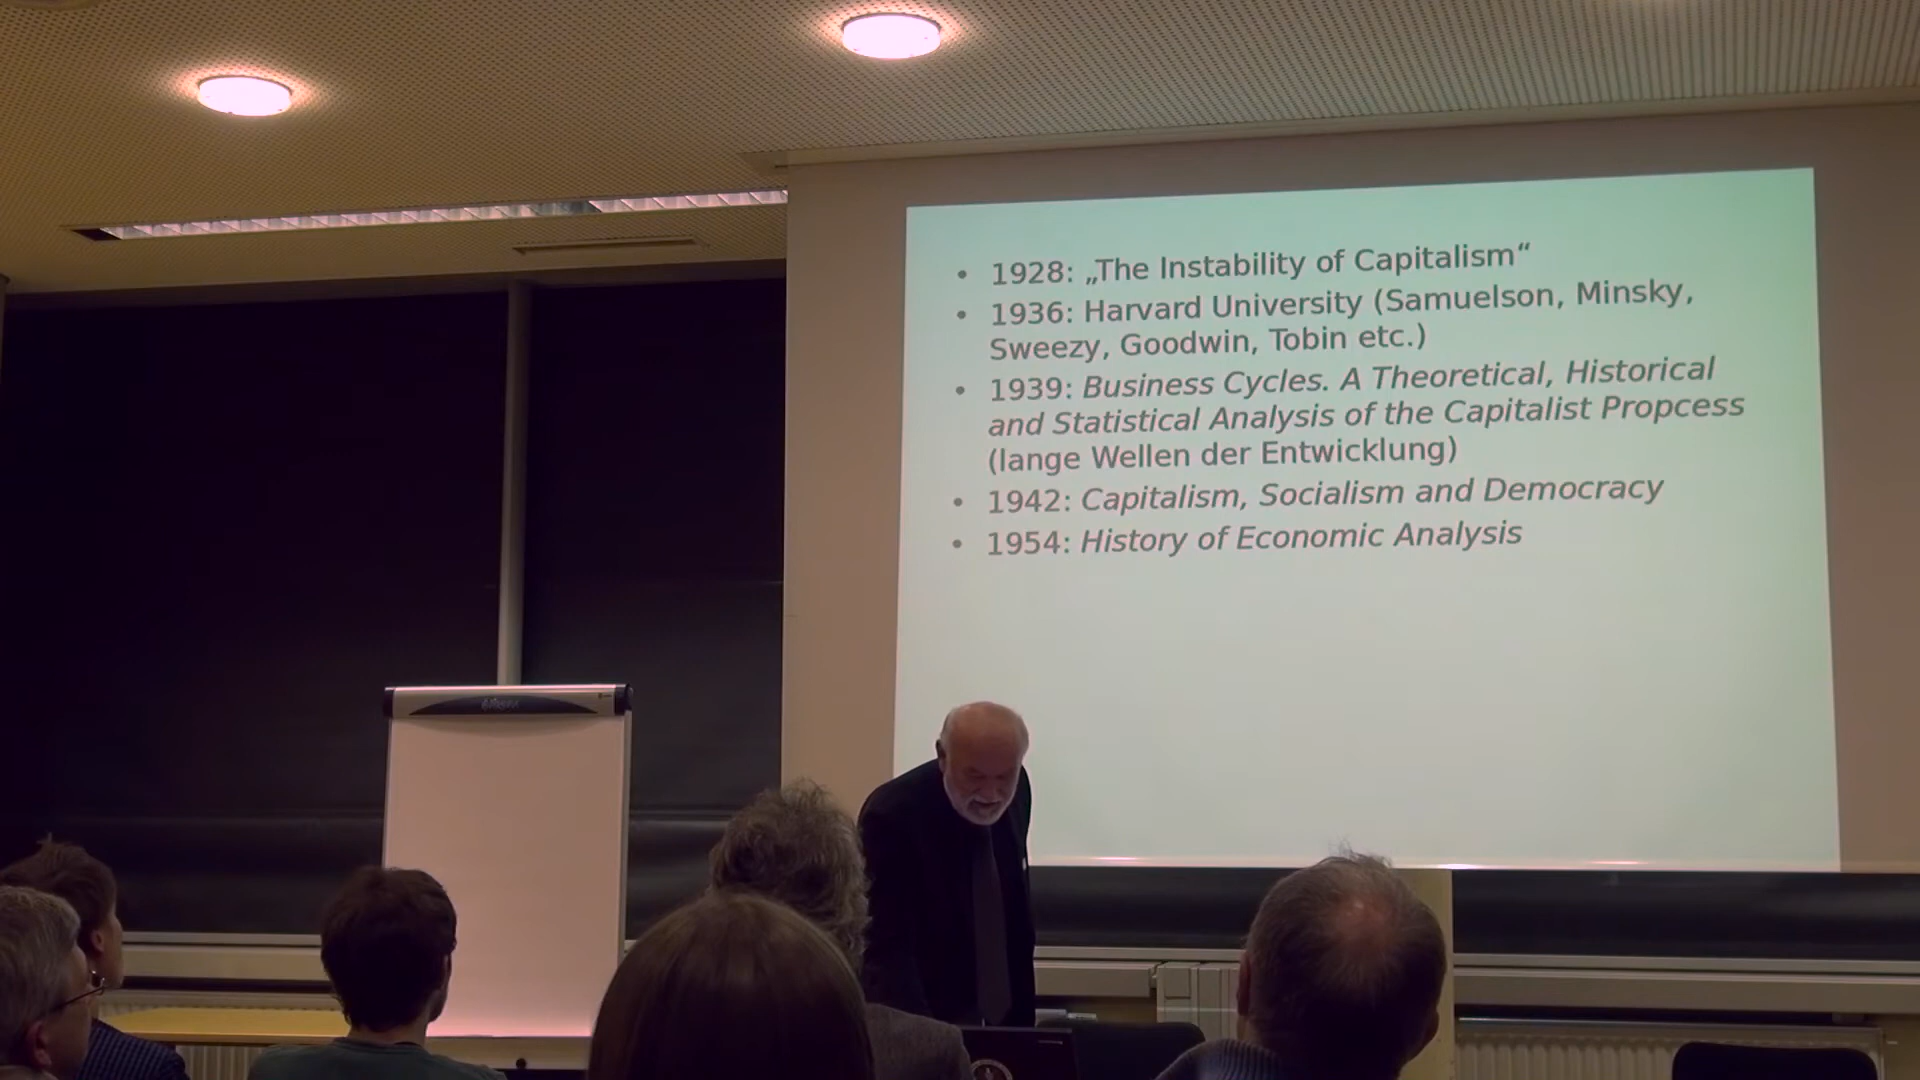 • 1928: „The Instability of Capitalism“
• 1936: Harvard University (Samuelson, Minsky,
Sweezy, Goodwin, Tobin etc.)
• 1939: Business Cycles. A Theoretical, Historical
and Statistical Analysis of the Capitalist Propcess
(lange Wellen der Entwicklung)
• 1942: Capitalism, Socialism and Democracy
• 1954: History of Economic Analysis